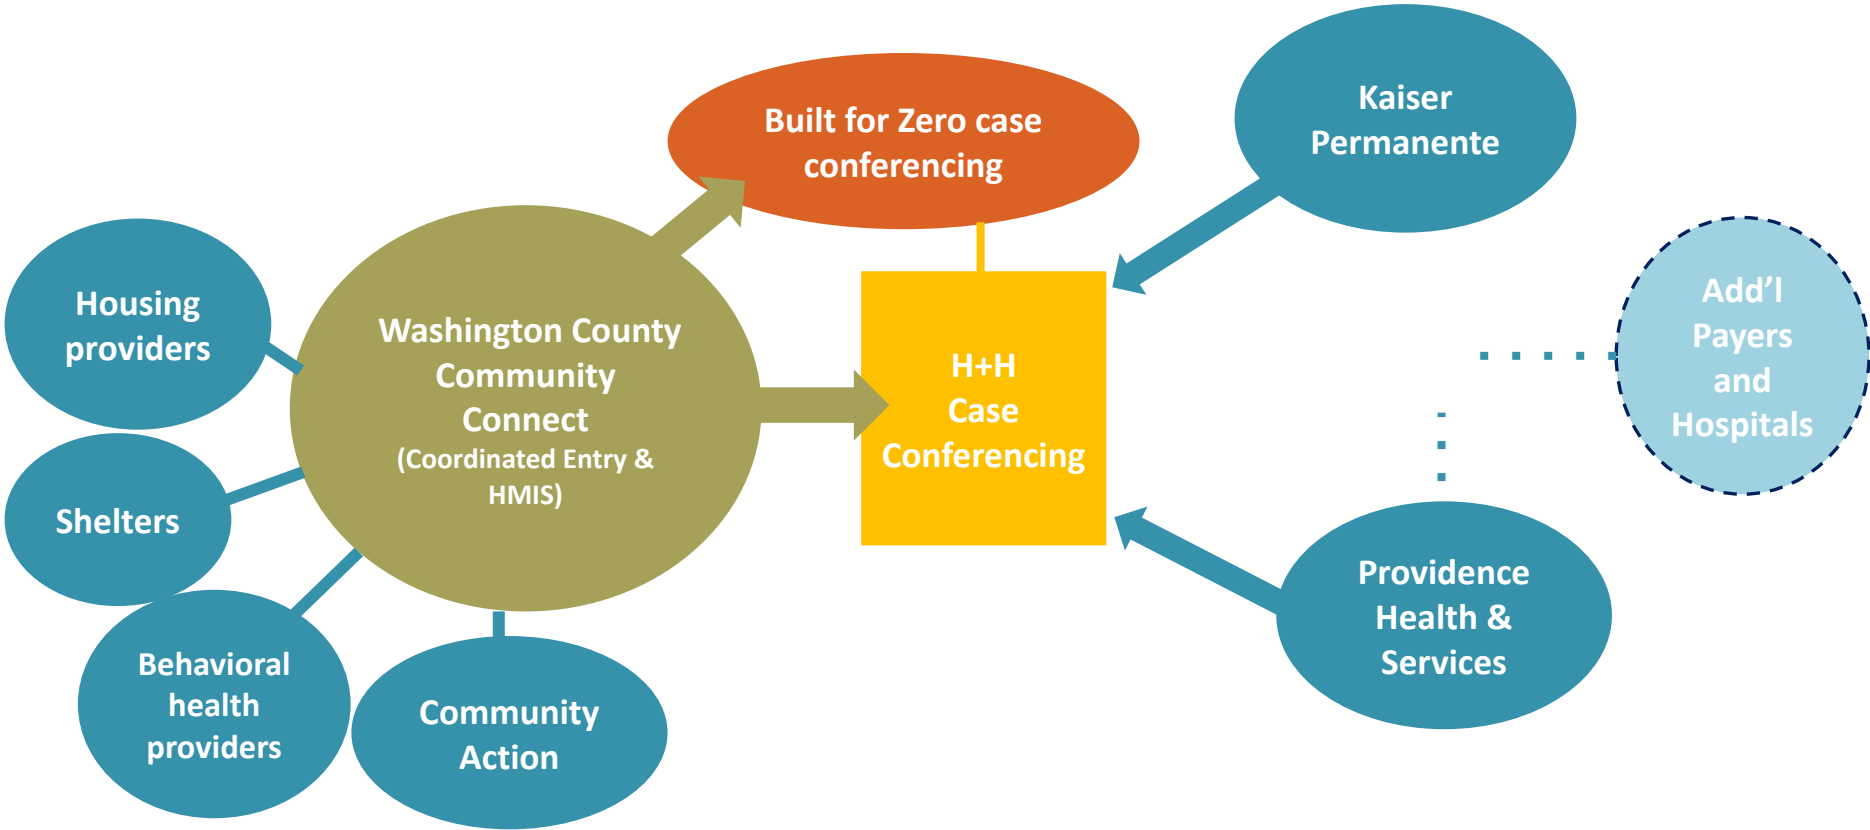 Built for Zero case
conferencing
Kaiser
Permanente
Housing
providers
Washington County
Community
Connect
(Coordinated Entry &
HMIS)
H+H
Case
Conferencing
Add’l
Payers
and
Hospitals
Shelters
Providence
Health &
Services
Behavioral
health
providers
Community
Action